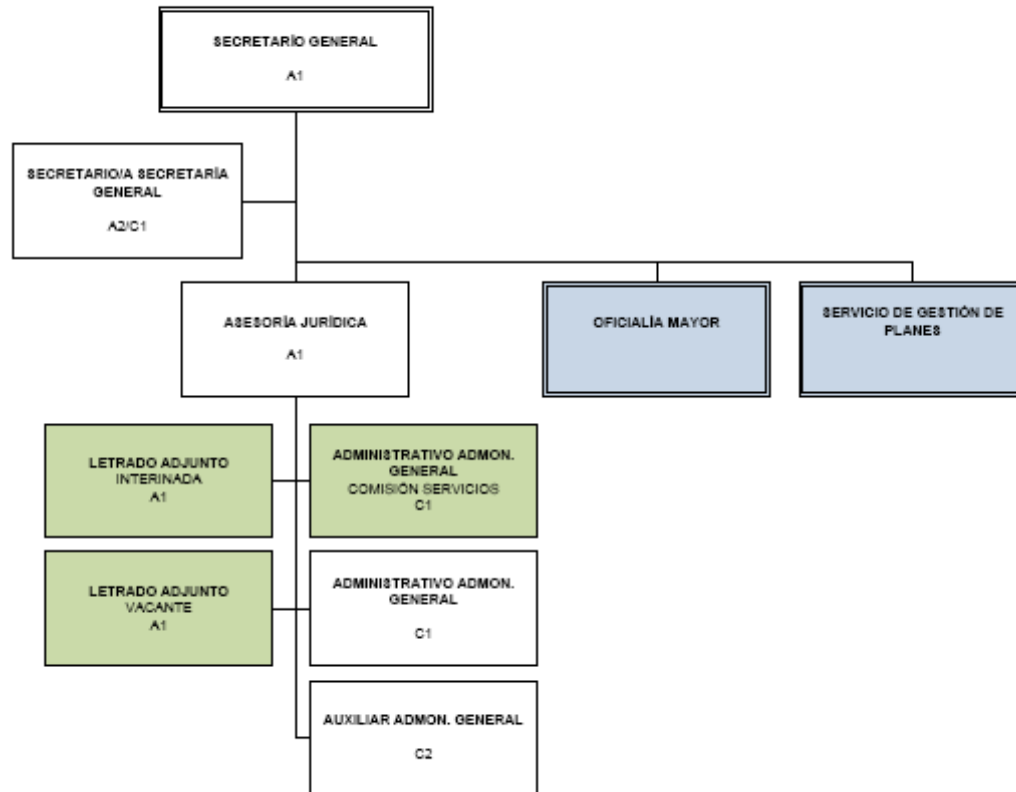 SECRETARÍO GENERAL
A1
SECRETARIO/A SECRETARÍA
GENERAL
A2/C1
ASESORÍA JURÍDICA
A1
OFICIALÍA MAYOR
SERVICIO DE GESTIÓN DE
PLANES
LETRADO ADJUNTO
INTERINADA
A1
ADMINISTRATIVO ADMON.
GENERAL
COMISIÓN SERVICIOS
C1
LETRADO ADJUNTO
VACANTE
A1
ADMINISTRATIVO ADMON.
GENERAL
C1
AUXILIAR ADMON. GENERAL
C2